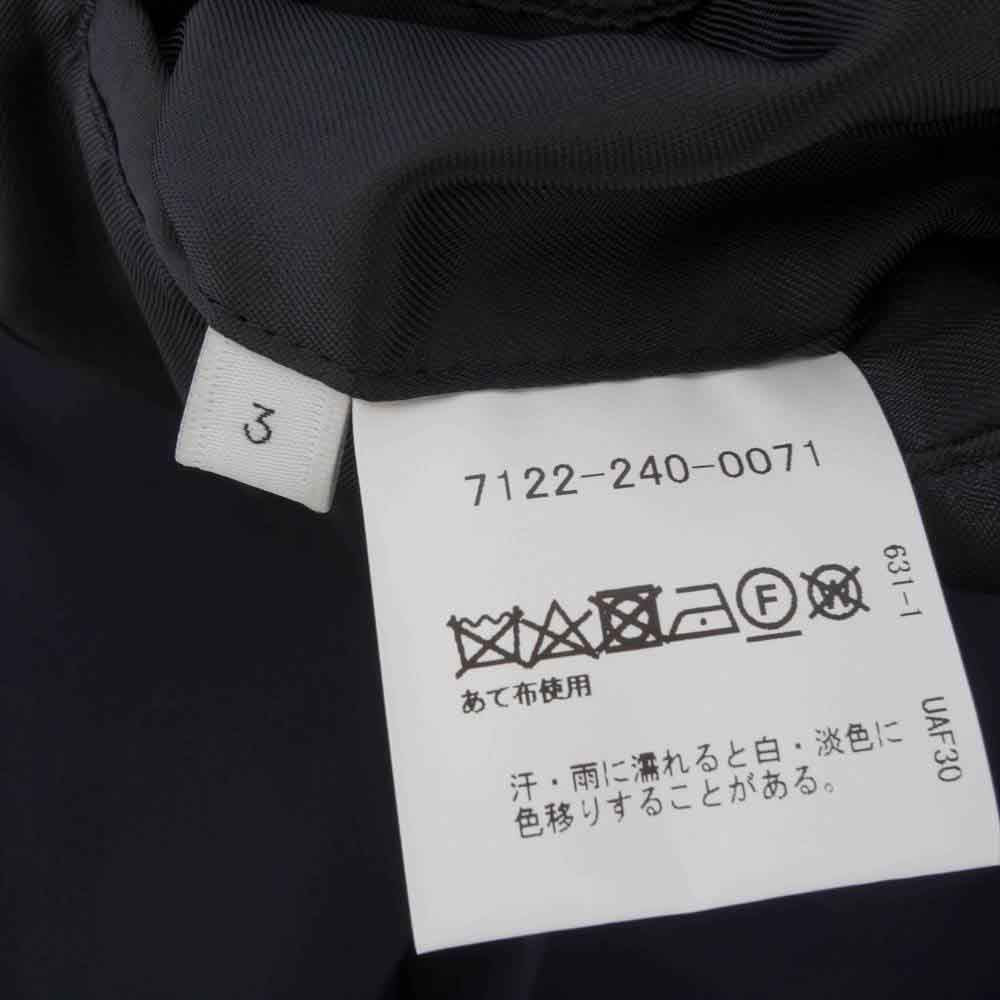 3
7122-240-0071
631-1
F
W
あて布使用
UAF30
汗・雨に濡れると白・淡色に
色移りすることがある。